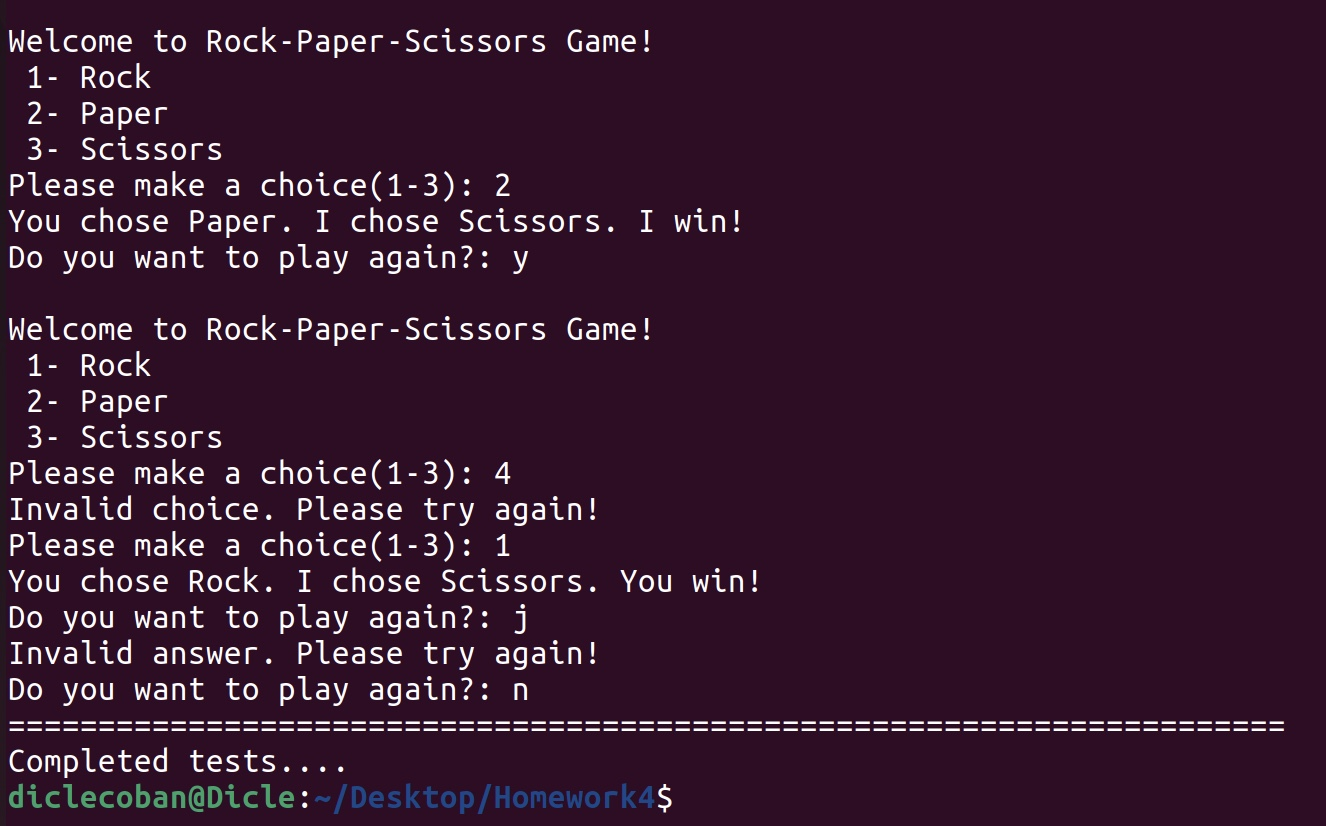 Welcome to Rock-Paper-Scissors Game!
 1- Rock
 2- Paper
 3- Scissors
Please make a choice(1-3): 2
You chose Paper. I chose Scissors. I win!
Do you want to play again?: y

Welcome to Rock-Paper-Scissors Game!
 1- Rock
 2- Paper
 3- Scissors
Please make a choice(1-3): 4
Invalid choice. Please try again!
Please make a choice(1-3): 1
You chose Rock. I chose Scissors. You win!
Do you want to play again?: j
Invalid answer. Please try again!
Do you want to play again?: n
=======================================================================
Completed tests....
diclecoban@Dicle:~/Desktop/Homework4$